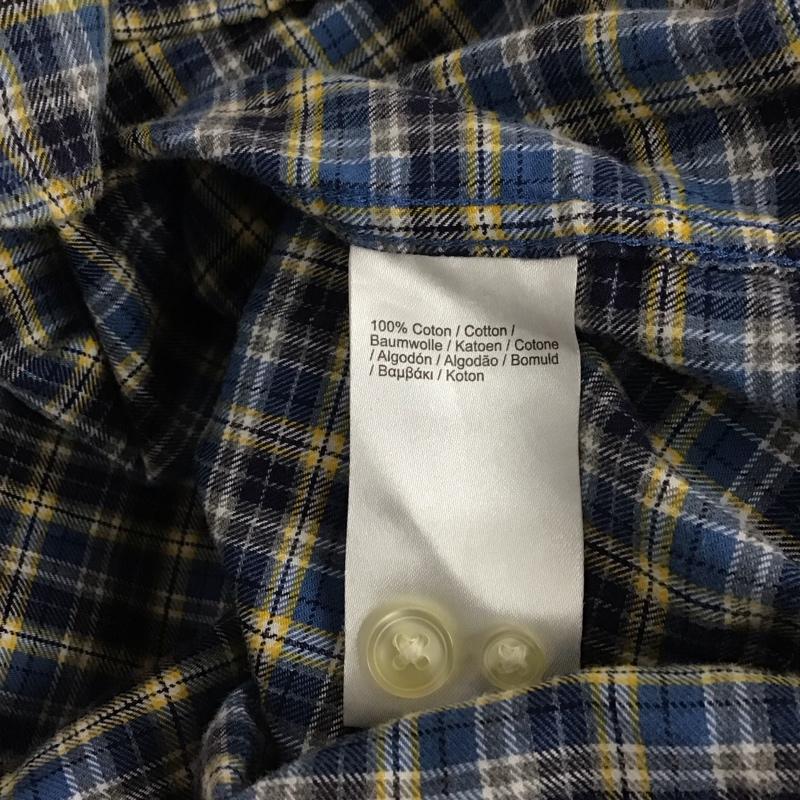 100% Coton / Cotton /
Baumwolle / Katoen / Cotone
/ Algodón / Algodão / Bomuld
/ Βαμβάκι / Koton